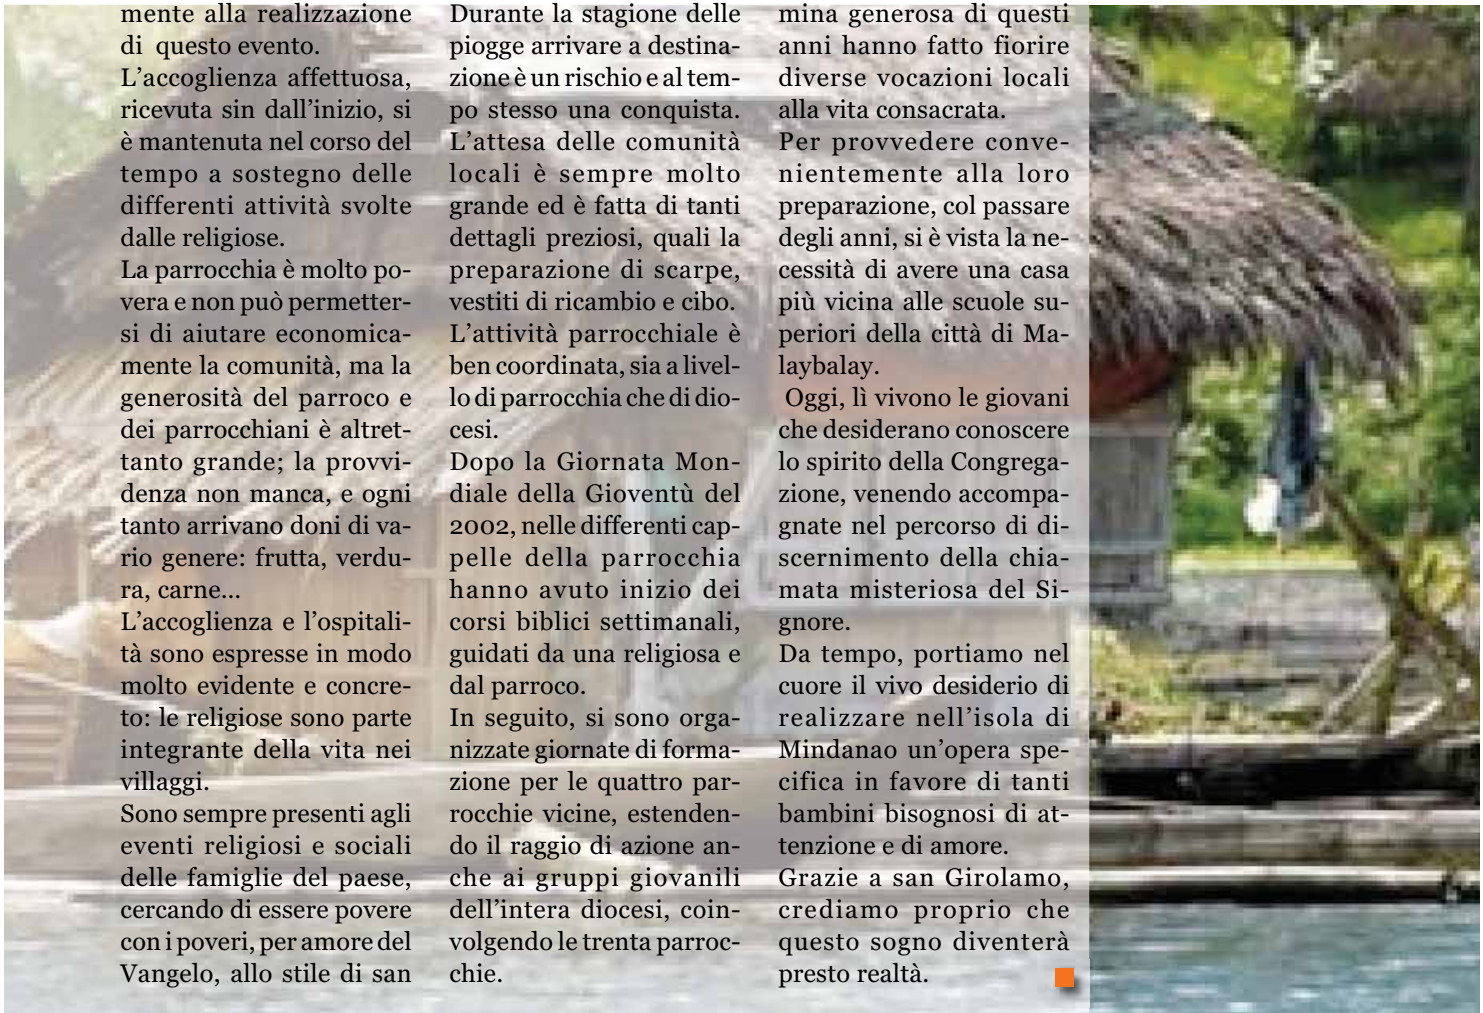 mente alla realizzazione
di questo evento.
L'accoglienza affettuosa,
ricevuta sin dall'inizio, si
è mantenuta nel corso del
tempo a sostegno delle
differenti attività svolte
dalle religiose.
La parrocchia è molto po-
vera e non può permetter-
si di aiutare economica-
mente la comunità, ma la
generosità del parroco e
dei parrocchiani è altret-
tanto grande; la provvi-
denza non manca, e ogni
tanto arrivano doni di va-
rio genere: frutta, verdu-
ra, carne...
L'accoglienza e l'ospitali-
tà sono espresse in modo
molto evidente e concre-
to: le religiose sono parte
integrante della vita nei
villaggi.
Sono sempre presenti agli
eventi religiosi e sociali
delle famiglie del paese,
cercando di essere povere
con i poveri, per amore del
Vangelo, allo stile di san
Durante la stagione delle
piogge arrivare a destina-
zione è un rischio e al tem-
po stesso una conquista.
L'attesa delle comunità
locali è sempre molto
grande ed è fatta di tanti
dettagli preziosi, quali la
preparazione di scarpe,
vestiti di ricambio e cibo.
L'attività parrocchiale è
ben coordinata, sia a livel-
lo di parrocchia che di dio-
cesi.
Dopo la Giornata Mon-
diale della Gioventù del
2002, nelle differenti cap-
pelle della parrocchia
hanno avuto inizio dei
corsi biblici settimanali,
guidati da una religiosa e
dal parroco.
In seguito, si sono orga-
nizzate giornate di forma-
zione per le quattro par-
rocchie vicine, estenden-
do il raggio di azione an-
che ai gruppi giovanili
dell'intera diocesi, coin-
volgendo le trenta parroc-
chie.
mina generosa di questi
anni hanno fatto fiorire
diverse vocazioni locali
alla vita consacrata.
Per provvedere conve-
nientemente alla loro
preparazione, col passare
degli anni, si è vista la ne-
cessità di avere una casa
più vicina alle scuole su-
periori della città di Ma-
laybalay.
Oggi, lì vivono le giovani
che desiderano conoscere
lo spirito della Congrega-
zione, venendo accompa-
gnate nel percorso di di-
scernimento della chia-
mata misteriosa del Si-
gnore.
Da tempo, portiamo nel
cuore il vivo desiderio di
realizzare nell'isola di
Mindanao un'opera spe-
cifica in favore di tanti
bambini bisognosi di at-
tenzione e di amore.
Grazie a san Girolamo,
crediamo proprio che
questo sogno diventerà
presto realtà.